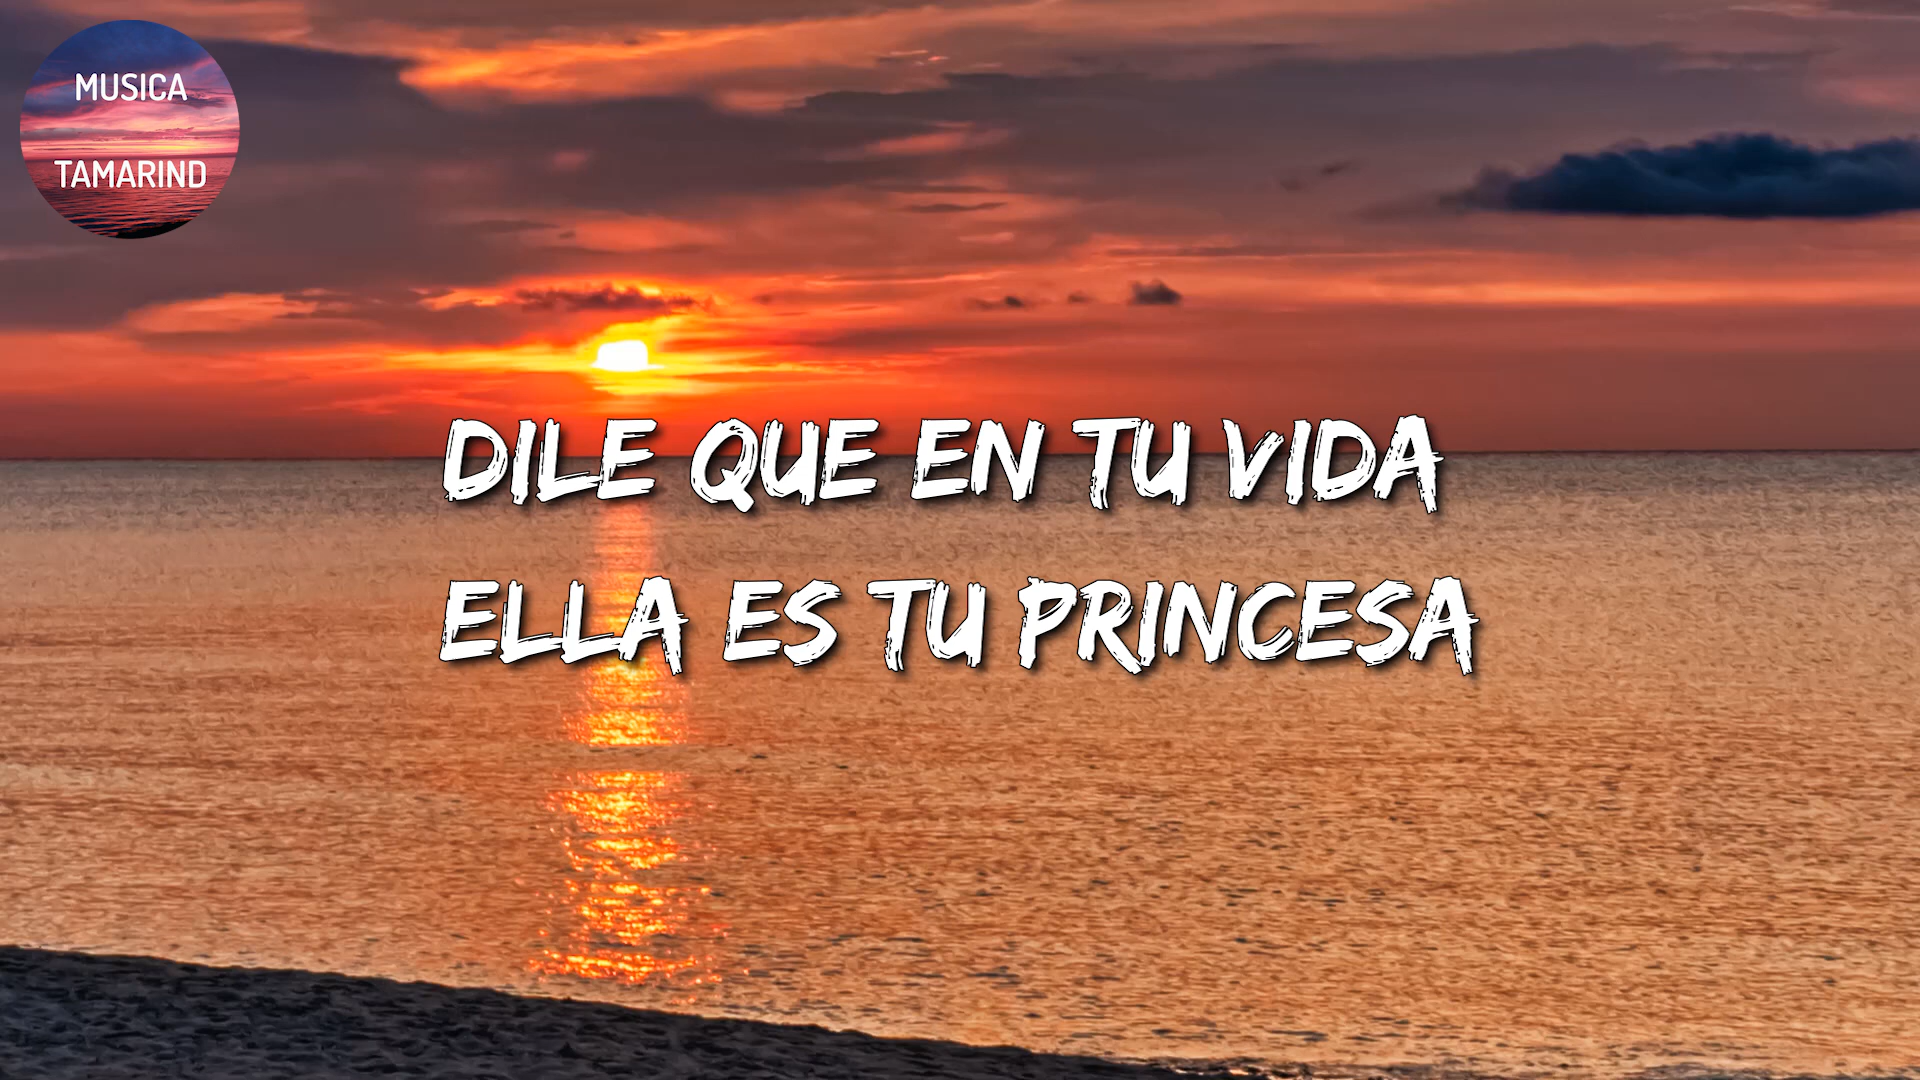 MUSICA
TAMARIND
DILE QUE EN TU VIDA
ELLA ES TU PRINCESA